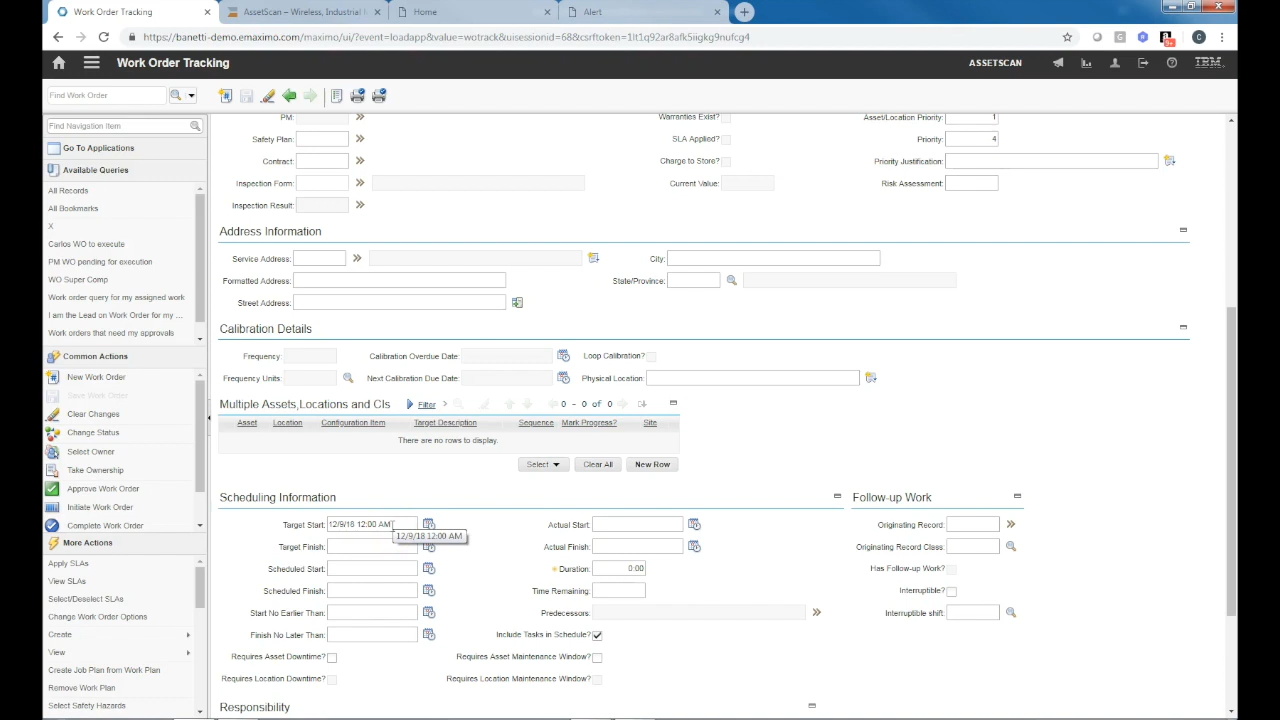 Work Order Tracking
AssetScan – Wireless, Industrial I
Home
Alert
https://banetti-demo.emaximo.com/maximo/ui/?event=loadapp&value=wotrack&uisessionid=68&csrftoken=1lt1q92ar8afk5iigkg9nufcg4
9+
C
Work Order Tracking
ASSETSCAN
IBM
Find Work Order
Find Navigation Item
Go To Applications
Available Queries
All Records
All Bookmarks
X
Carlos WO to execute
PM WO pending for execution
WO Super Comp
Work order query for my assigned work
I am the Lead on Work Order for my ...
Work orders that need my approvals
Common Actions
New Work Order
Save Work Order
Clear Changes
Change Status
Select Owner
Take Ownership
Approve Work Order
Initiate Work Order
Complete Work Order
More Actions
Apply SLAs
View SLAs
Select/Deselect SLAs
Change Work Order Options
Create
View
Create Job Plan from Work Plan
Remove Work Plan
Select Safety Hazards
PM: Warranties Exist? Asset/Location Priority: 1
Safety Plan: SLA Applied? Priority: 4
Contract: Charge to Store? Priority Justification:
Inspection Form: Current Value: Risk Assessment:
Inspection Result:
Address Information
Service Address: City:
Formatted Address: State/Province:
Street Address:
Calibration Details
Frequency: Calibration Overdue Date: Loop Calibration?
Frequency Units: Next Calibration Due Date: Physical Location:
Multiple Assets,Locations and CIs Filter 0 - 0 of 0
Asset Location Configuration Item Target Description Sequence Mark Progress? Site
There are no rows to display.
Select Clear All New Row
Scheduling Information
Follow-up Work
Target Start: 12/9/18 12:00 AM Actual Start: Originating Record:
12/9/18 12:00 AM
Target Finish: Actual Finish: Originating Record Class:
Scheduled Start: Duration: 0:00 Has Follow-up Work?
Scheduled Finish: Time Remaining: Interruptible?
Start No Earlier Than: Predecessors: Interruptible shift:
Finish No Later Than: Include Tasks in Schedule?
Requires Asset Downtime? Requires Asset Maintenance Window?
Requires Location Downtime? Requires Location Maintenance Window?
Responsibility